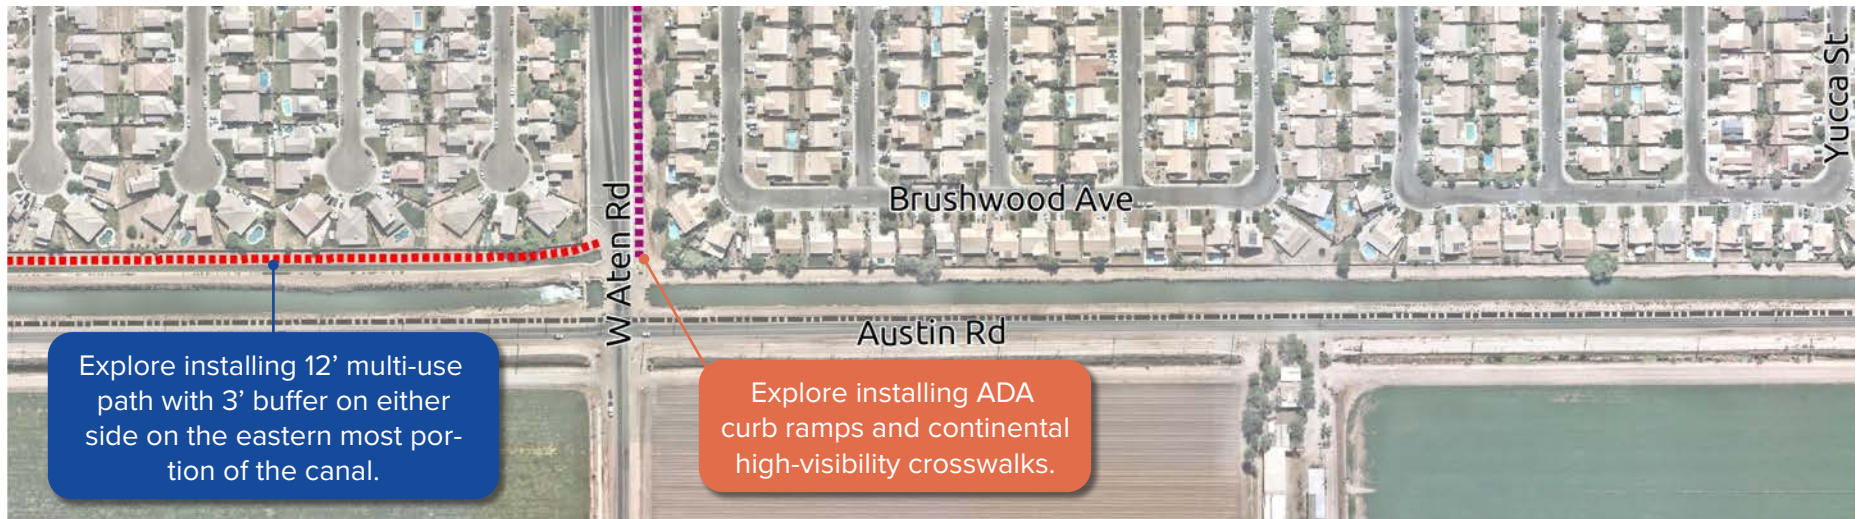 Yucca St
Brushwood Ave
W Aten Rd
Austin Rd
Explore installing 12’ multi-use
path with 3’ buffer on either
side on the eastern most por-
tion of the canal.
Explore installing ADA
curb ramps and continental
high-visibility crosswalks.